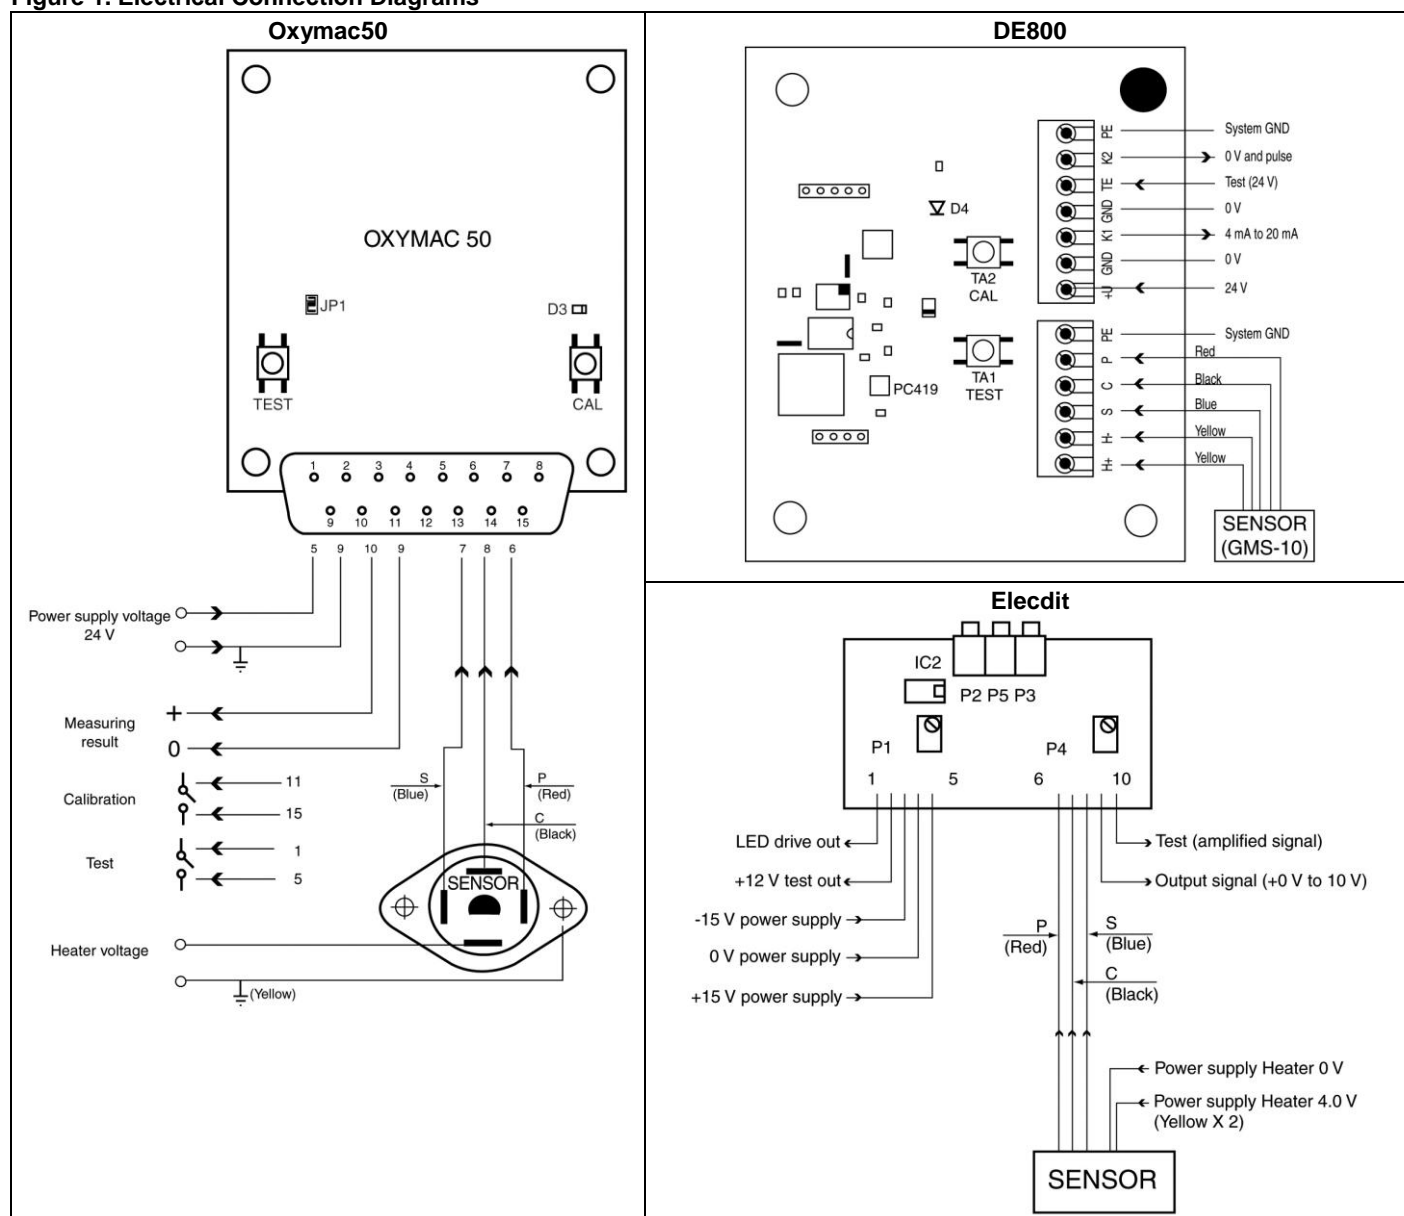 Figure 1. Electrical Connection Diagrams
Oxymac50
OXYMAC 50
JP1
D3
TEST
CAL
1 2 3 4 5 6 7 8
9 10 11 12 13 14 15
5 9 10 9 7 8 6
Power supply voltage
24 V
+
Measuring
result
0
S
(Blue)
P
(Red)
C
(Black)
11
Calibration
15
1
Test
5
SENSOR
Heater voltage
(Yellow)
DE800
PE System GND
K2 0 V and pulse
TE Test (24 V)
GND 0 V
K1 4 mA to 20 mA
GND 0 V
+U 24 V
D4
TA2
CAL
PE System GND
P Red
C Black
S Blue
H- Yellow
H+ Yellow
TA1
TEST
PC419
SENSOR
(GMS-10)
Elecdit
IC2
P2 P5 P3
P1
P4
1 5 6 10
LED drive out
Test (amplified signal)
+12 V test out
Output signal (+0 V to 10 V)
-15 V power supply
P
(Red)
S
(Blue)
0 V power supply
C
(Black)
+15 V power supply
Power supply Heater 0 V
Power supply Heater 4.0 V
(Yellow X 2)
SENSOR